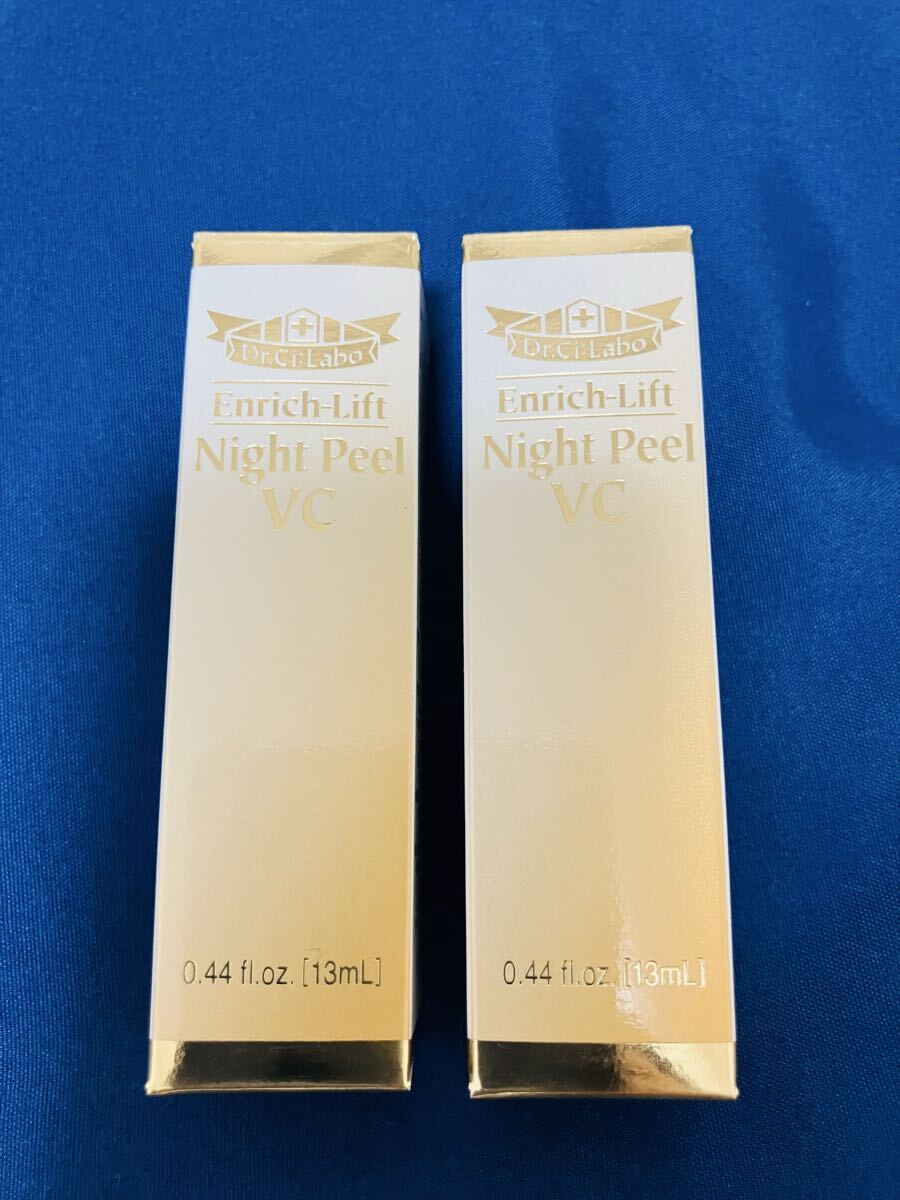 Dr.Ci:Labo
Enrich-Lift
Night Peel
VC
0.44 fl.oz. [13mL]
Dr.Ci:Labo
Enrich-Lift
Night Peel
VC
0.44 fl.oz. [13mL]